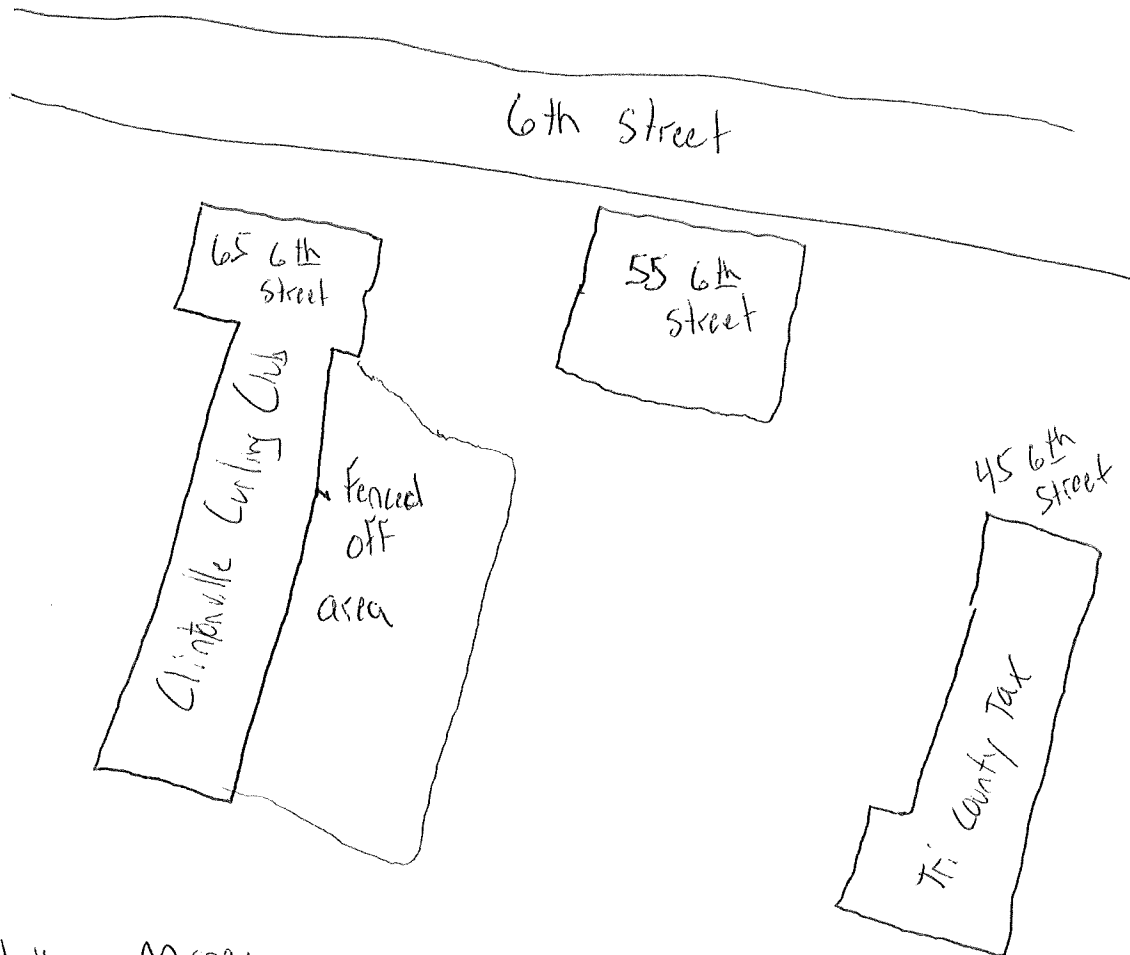 6th Street
65 6th
Street
55 6th
Street
Clintonville Curling Club
Fenced
off
area
45 6th
Street
Tri County Tax